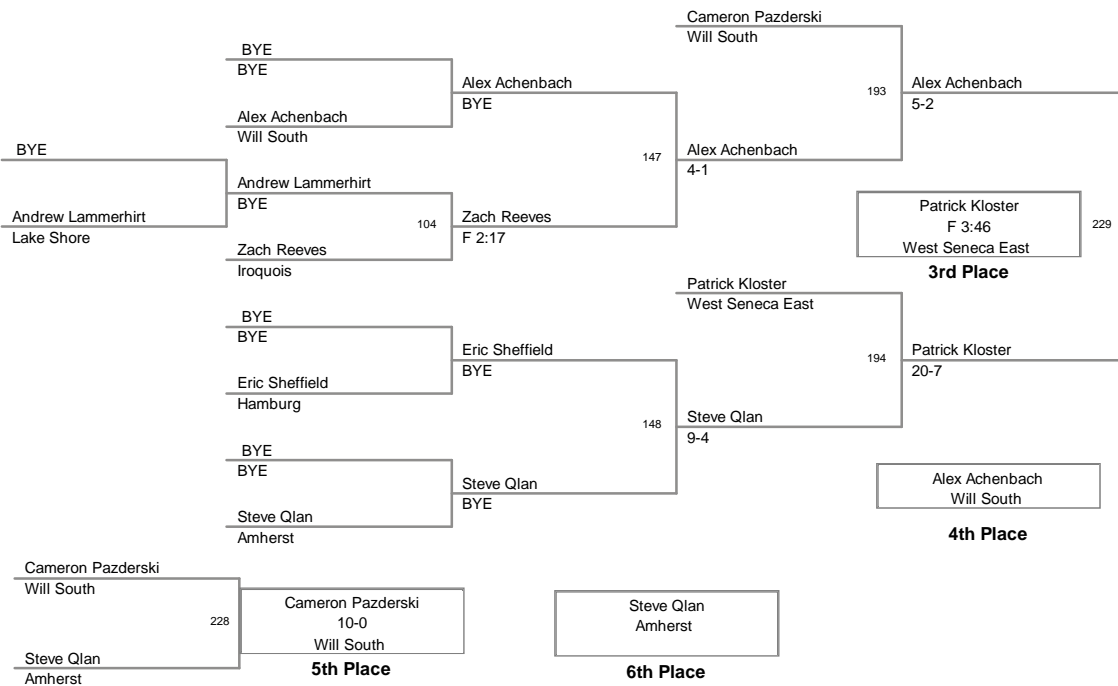 Cameron Pazderski
Will South
BYE
BYE
Alex Achenbach
BYE
193
Alex Achenbach
5-2
Alex Achenbach
Will South
BYE
147
Alex Achenbach
4-1
Andrew Lammerhirt
BYE
Andrew Lammerhirt
Lake Shore
104
Zach Reeves
F 2:17
Patrick Kloster
F 3:46
West Seneca East
229
3rd Place
Zach Reeves
Iroquois
Patrick Kloster
West Seneca East
BYE
BYE
Eric Sheffield
BYE
194
Patrick Kloster
20-7
Eric Sheffield
Hamburg
148
Steve Qlan
9-4
BYE
BYE
Steve Qlan
BYE
Alex Achenbach
Will South
4th Place
Steve Qlan
Amherst
Cameron Pazderski
Will South
228
Cameron Pazderski
10-0
Will South
5th Place
Steve Qlan
Amherst
6th Place
Steve Qlan
Amherst